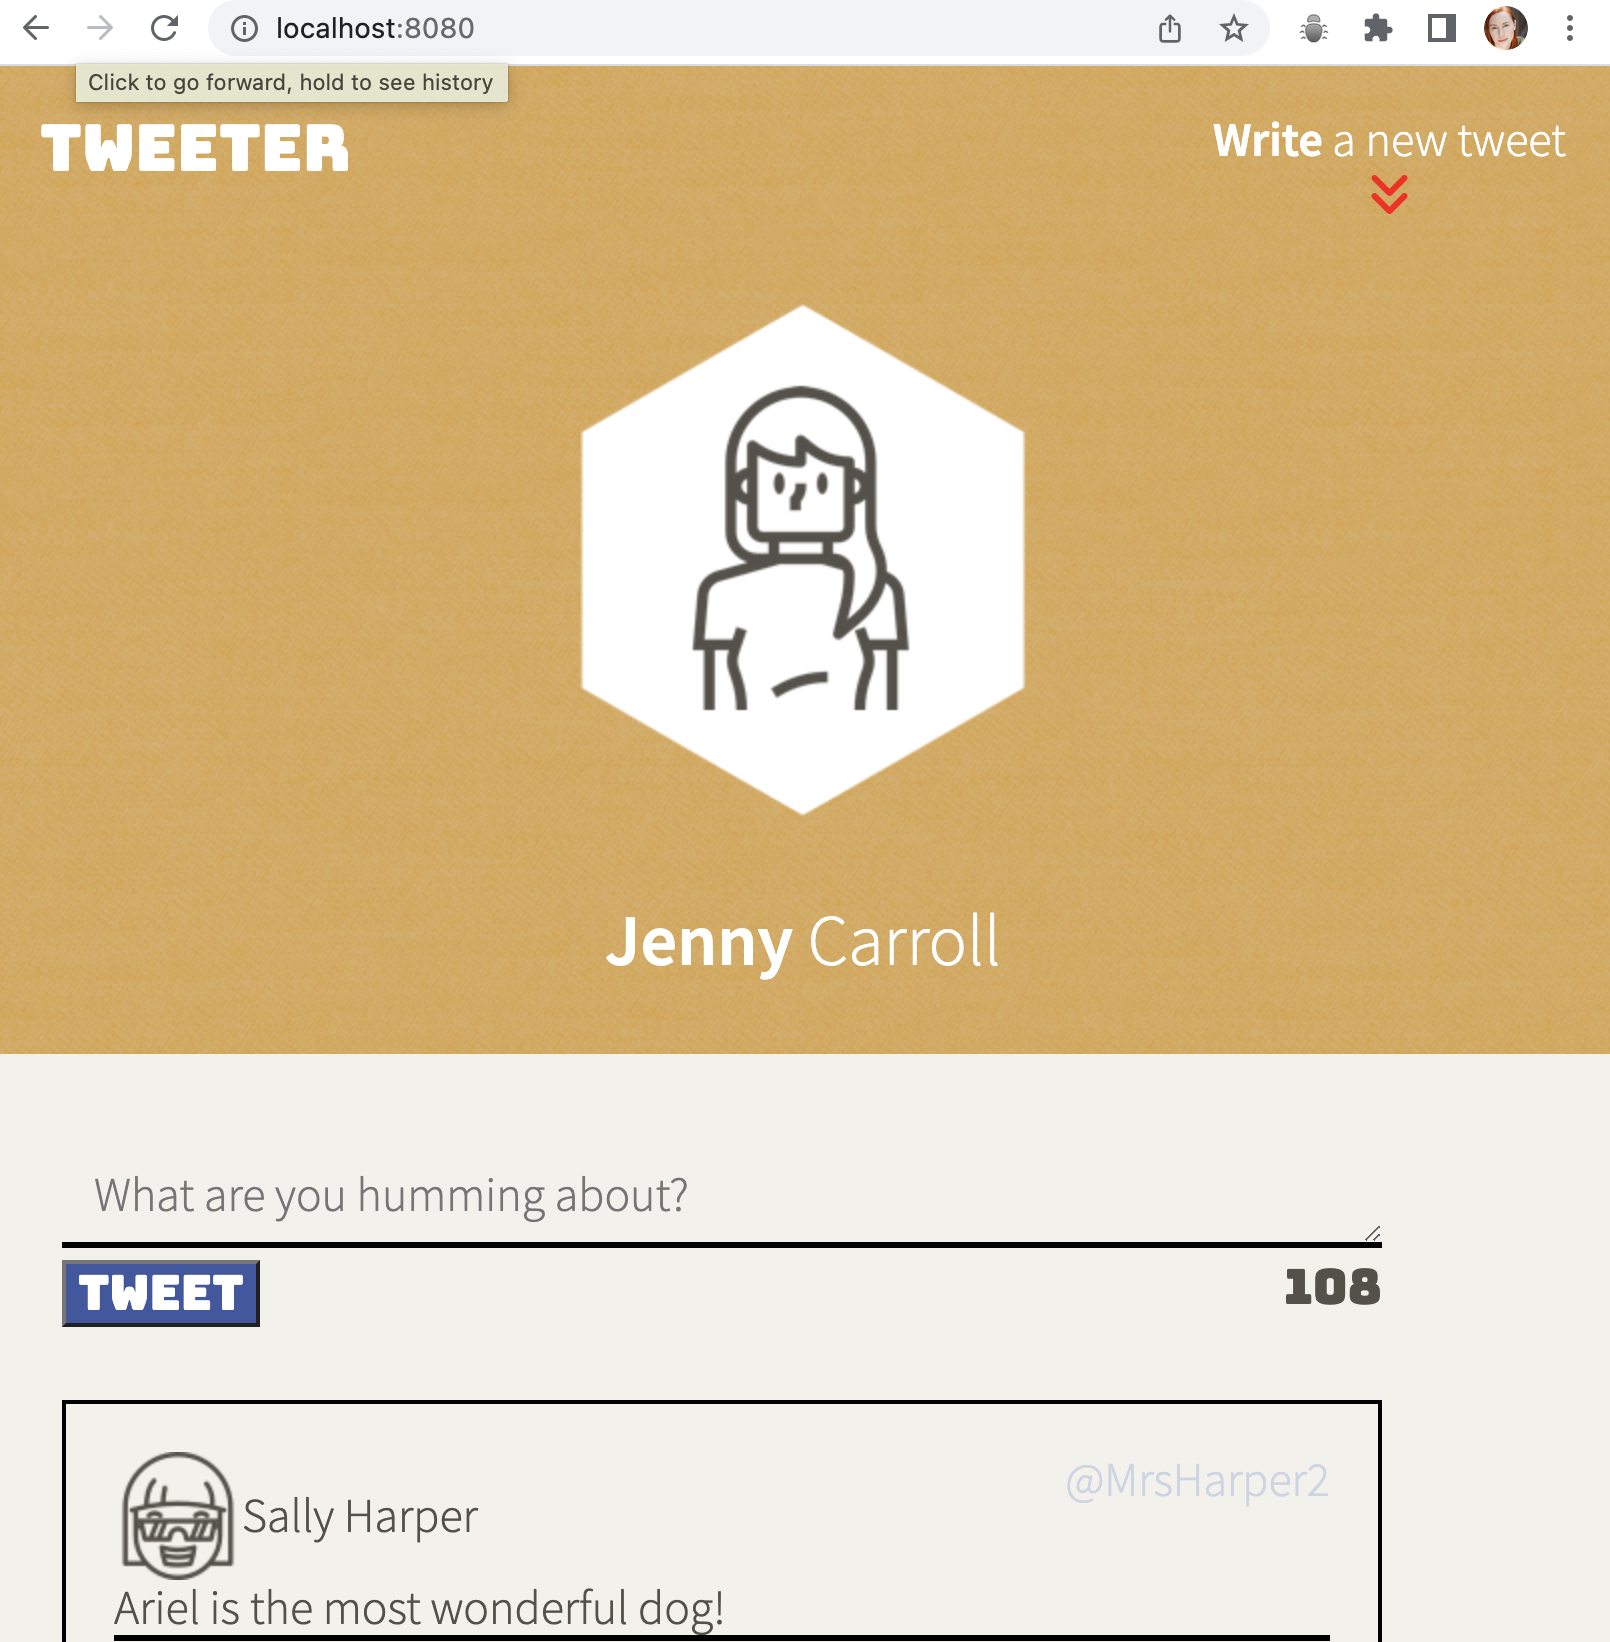 localhost:8080
Click to go forward, hold to see history
TWEETER
Write a new tweet
Jenny Carroll
What are you humming about?
TWEET
108
@MrsHarper2
Sally Harper
Ariel is the most wonderful dog!